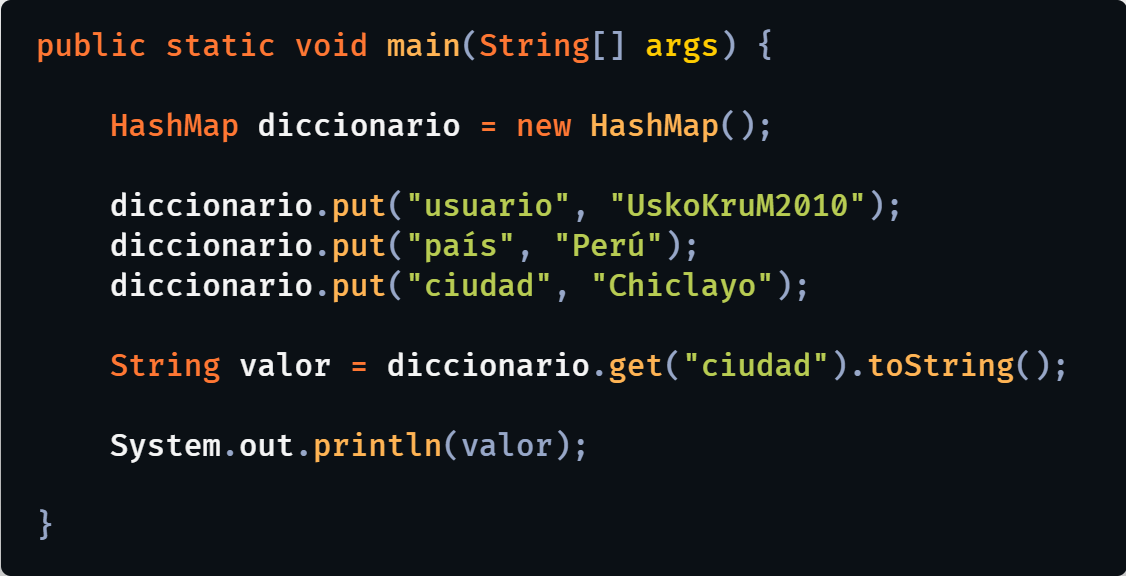 public static void main(String[] args) {
HashMap diccionario = new HashMap();
diccionario.put("usuario", "UskoKruM2010");
diccionario.put("país", "Perú");
diccionario.put("ciudad", "Chiclayo");
String valor = diccionario.get("ciudad").toString();
System.out.println(valor);
}